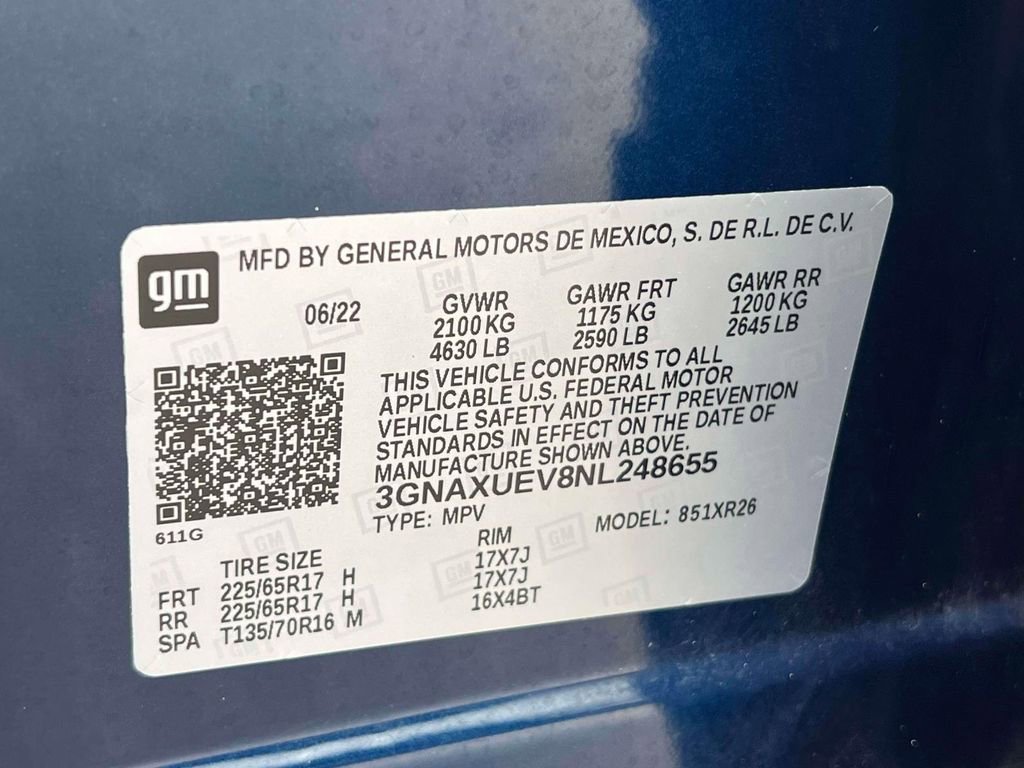 gm
MFD BY GENERAL MOTORS DE MEXICO, S. DE R.L. DE C.V.
06/22 GVWR GAWR FRT GAWR RR
2100 KG 1175 KG 1200 KG
4630 LB 2590 LB 2645 LB
THIS VEHICLE CONFORMS TO ALL
APPLICABLE U.S. FEDERAL MOTOR
VEHICLE SAFETY AND THEFT PREVENTION
STANDARDS IN EFFECT ON THE DATE OF
MANUFACTURE SHOWN ABOVE.
3GNAXUEV8NL248655
TYPE: MPV MODEL: 851XR26
611G
TIRE SIZE RIM
FRT 225/65R17 H 17X7J
RR 225/65R17 H 17X7J
SPA T135/70R16 M 16X4BT